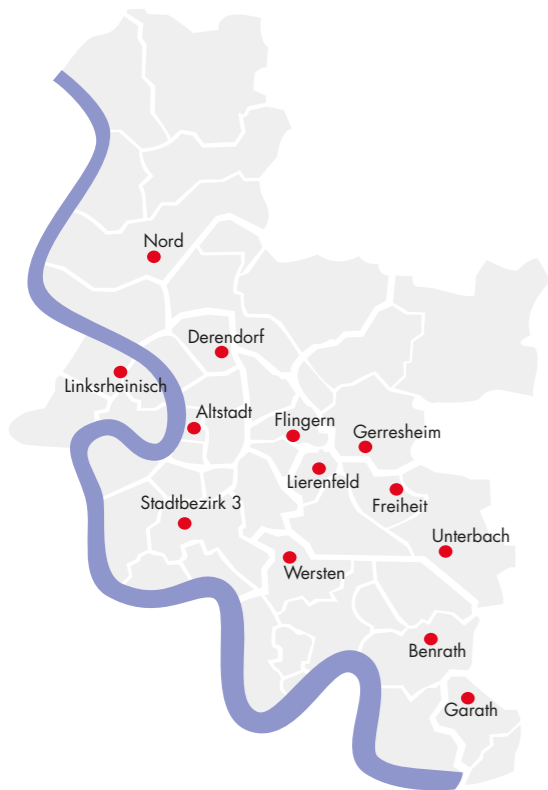 Nord
Derendorf
Linksrheinisch
Altstadt
Flingern
Gerresheim
Lierenfeld
Freiheit
Stadtbezirk 3
Unterbach
Wersten
Benrath
Garath